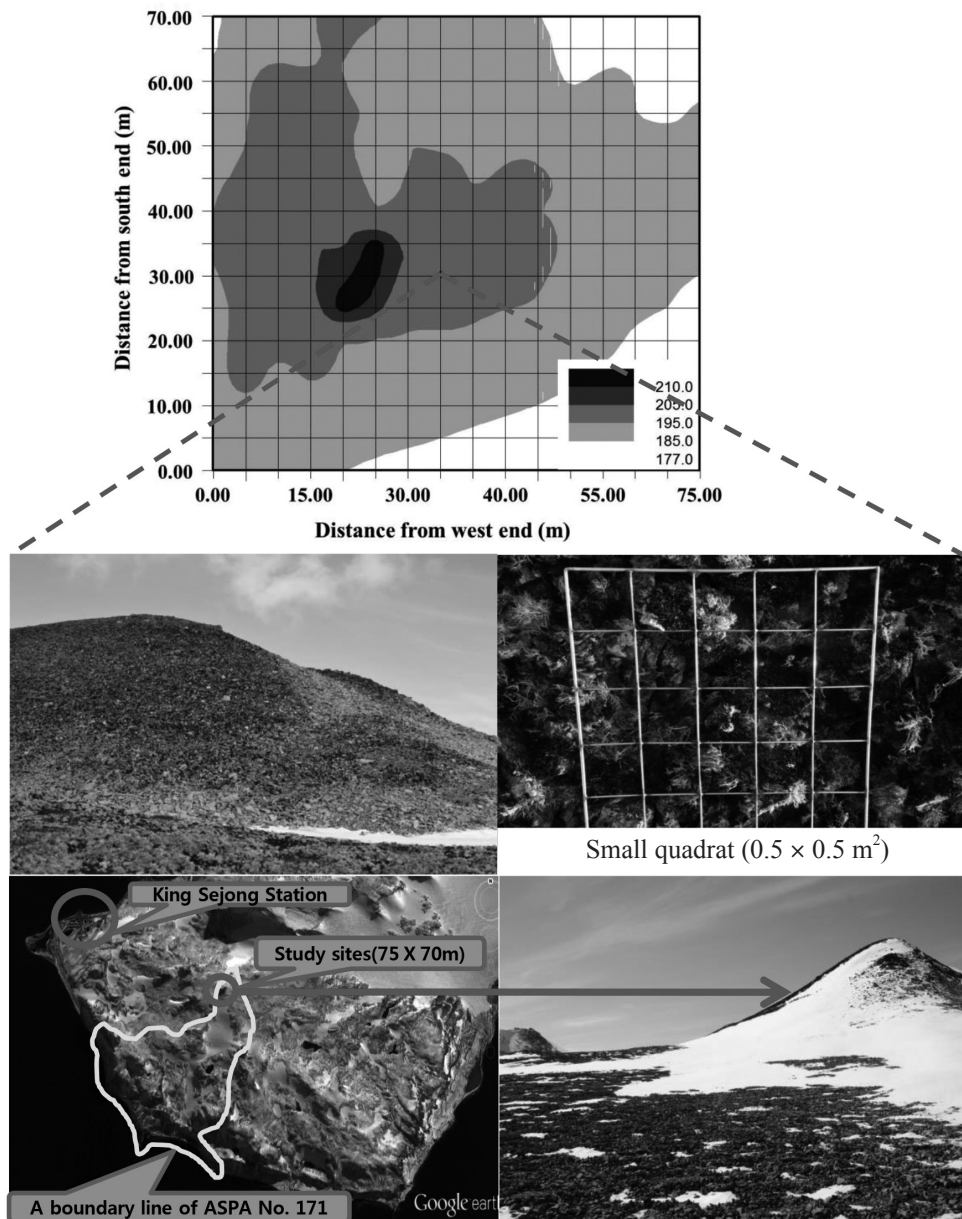 70.00
60.00
50.00
40.00
30.00
20.00
10.00
0.00
Distance from south end (m)
0.00 15.00 30.00 40.00 55.00 75.00
Distance from west end (m)
210.0
205.0
195.0
185.0
177.0
Small quadrat (0.5 × 0.5 m²)
King Sejong Station
Study sites(75 X 70m)
A boundary line of ASPA No. 171
Google earth